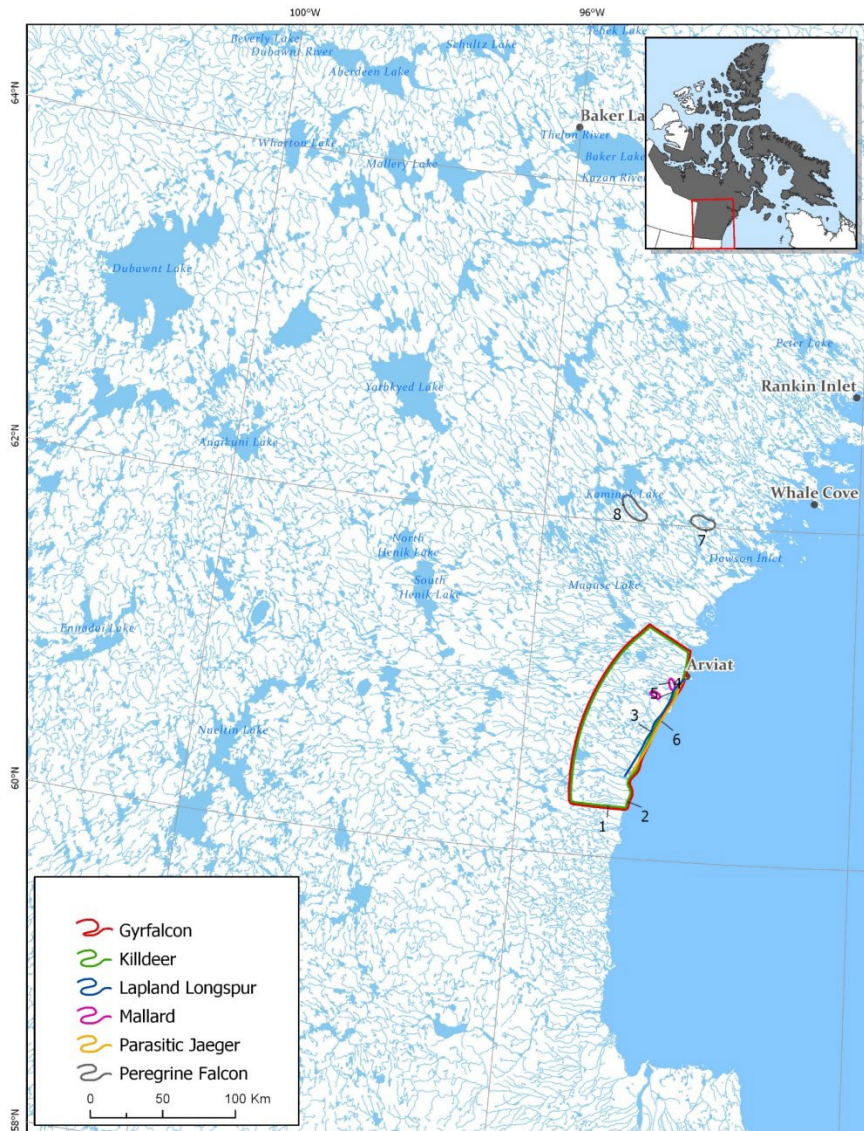 100°W
96°W
Beverly Lake
Dubawnt River
Aberdeen Lake
Schultz Lake
Tehek Lake
64°N
Baker La
Thelon River
Baker Lake
Kazan River
Wharton Lake
Mallery Lake
Dubawnt Lake
Peter Lake
Yathkyed Lake
Rankin Inlet
62°N
Angikuni Lake
Kaminak Lake
Whale Cove
8
7
North
Henik Lake
Dawson Inlet
South
Henik Lake
Maguse Lake
Ennadai Lake
Arviat
4
5
3
6
Nueltin Lake
60°N
2
1
Gyrfalcon
Killdeer
Lapland Longspur
Mallard
Parasitic Jaeger
Peregrine Falcon
0 50 100 Km
58°N